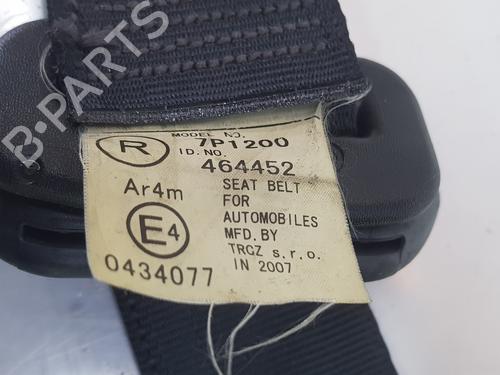 B-PARTS
MODEL NO.
R 7P1200
ID. NO.
464452
Ar4m
E4
0434077
SEAT BELT
FOR
AUTOMOBILES
MFD. BY
TRCZ s.r.o.
IN 2007